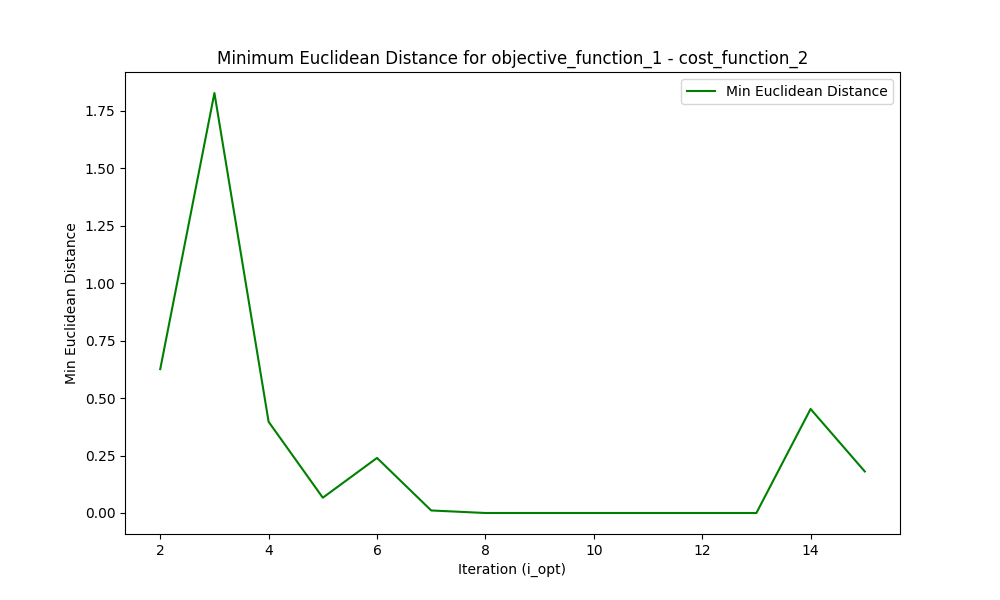 Minimum Euclidean Distance for objective_function_1 - cost_function_2
Min Euclidean Distance
Min Euclidean Distance
1.75
1.50
1.25
1.00
0.75
0.50
0.25
0.00
2 4 6 8 10 12 14
Iteration (i_opt)